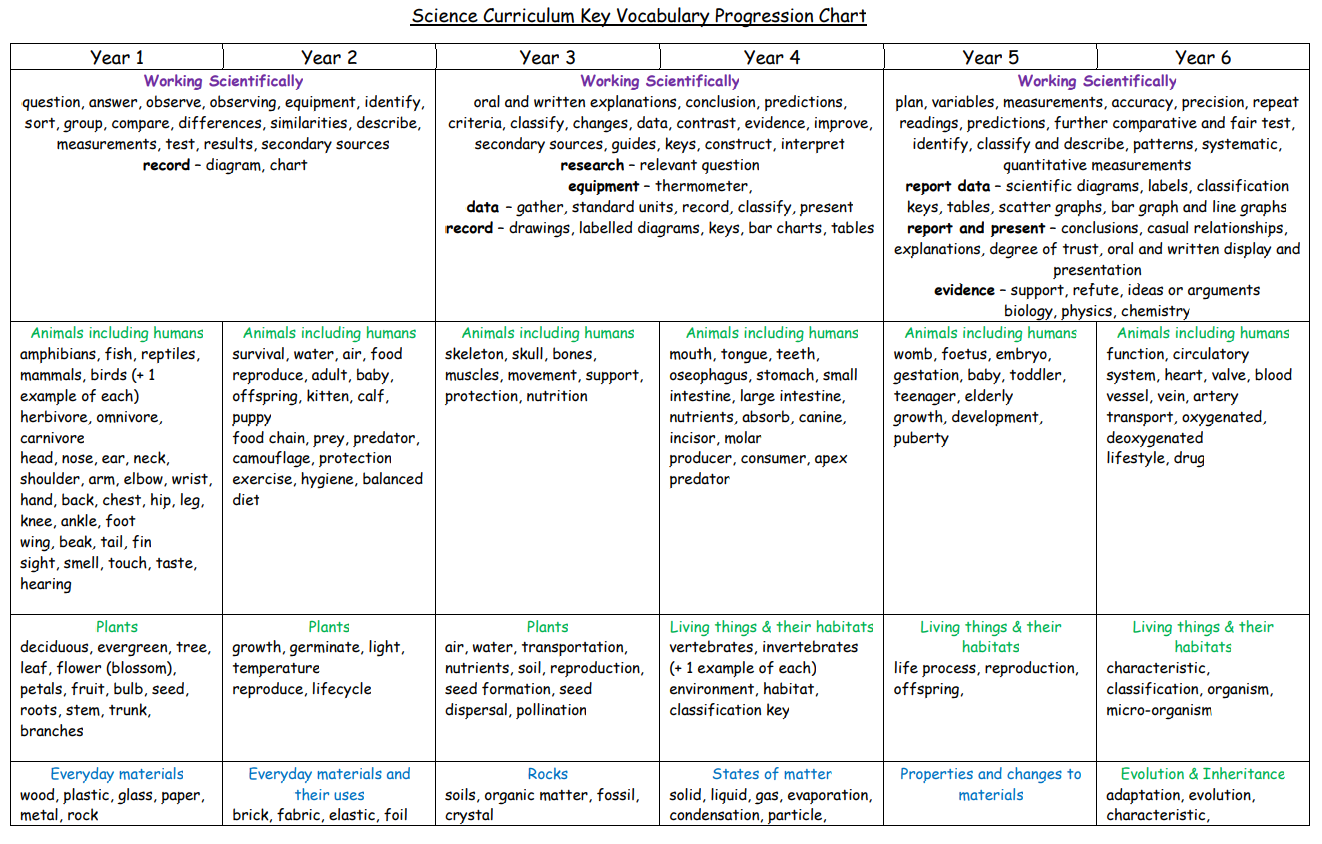 Science Curriculum Key Vocabulary Progression Chart
Year 1
Year 2
Year 3
Year 4
Year 5
Year 6
Working Scientifically
question, answer, observe, observing, equipment, identify,
sort, group, compare, differences, similarities, describe,
measurements, test, results, secondary sources
record – diagram, chart
Working Scientifically
oral and written explanations, conclusion, predictions,
criteria, classify, changes, data, contrast, evidence, improve,
secondary sources, guides, keys, construct, interpret
research – relevant question
equipment – thermometer,
data – gather, standard units, record, classify, present
record – drawings, labelled diagrams, keys, bar charts, tables
Working Scientifically
plan, variables, measurements, accuracy, precision, repeat
readings, predictions, further comparative and fair test,
identify, classify and describe, patterns, systematic,
quantitative measurements
report data – scientific diagrams, labels, classification
keys, tables, scatter graphs, bar graph and line graphs
report and present – conclusions, casual relationships,
explanations, degree of trust, oral and written display and
presentation
evidence – support, refute, ideas or arguments
biology, physics, chemistry
Animals including humans
amphibians, fish, reptiles,
mammals, birds (+ 1
example of each)
herbivore, omnivore,
carnivore
head, nose, ear, neck,
shoulder, arm, elbow, wrist,
hand, back, chest, hip, leg,
knee, ankle, foot
wing, beak, tail, fin
sight, smell, touch, taste,
hearing
Animals including humans
survival, water, air, food
reproduce, adult, baby,
offspring, kitten, calf,
puppy
food chain, prey, predator,
camouflage, protection
exercise, hygiene, balanced
diet
Animals including humans
skeleton, skull, bones,
muscles, movement, support,
protection, nutrition
Animals including humans
mouth, tongue, teeth,
oseophagus, stomach, small
intestine, large intestine,
nutrients, absorb, canine,
incisor, molar
producer, consumer, apex
predator
Animals including humans
womb, foetus, embryo,
gestation, baby, toddler,
teenager, elderly
growth, development,
puberty
Animals including humans
function, circulatory
system, heart, valve, blood
vessel, vein, artery
transport, oxygenated,
deoxygenated
lifestyle, drug
Plants
deciduous, evergreen, tree,
leaf, flower (blossom),
petals, fruit, bulb, seed,
roots, stem, trunk,
branches
Plants
growth, germinate, light,
temperature
reproduce, lifecycle
Plants
air, water, transportation,
nutrients, soil, reproduction,
seed formation, seed
dispersal, pollination
Living things & their habitats
vertebrates, invertebrates
(+ 1 example of each)
environment, habitat,
classification key
Living things & their
habitats
life process, reproduction,
offspring,
Living things & their
habitats
characteristic,
classification, organism,
micro-organism
Everyday materials
wood, plastic, glass, paper,
metal, rock
Everyday materials and
their uses
brick, fabric, elastic, foil
Rocks
soils, organic matter, fossil,
crystal
States of matter
solid, liquid, gas, evaporation,
condensation, particle,
Properties and changes to
materials
Evolution & Inheritance
adaptation, evolution,
characteristic,